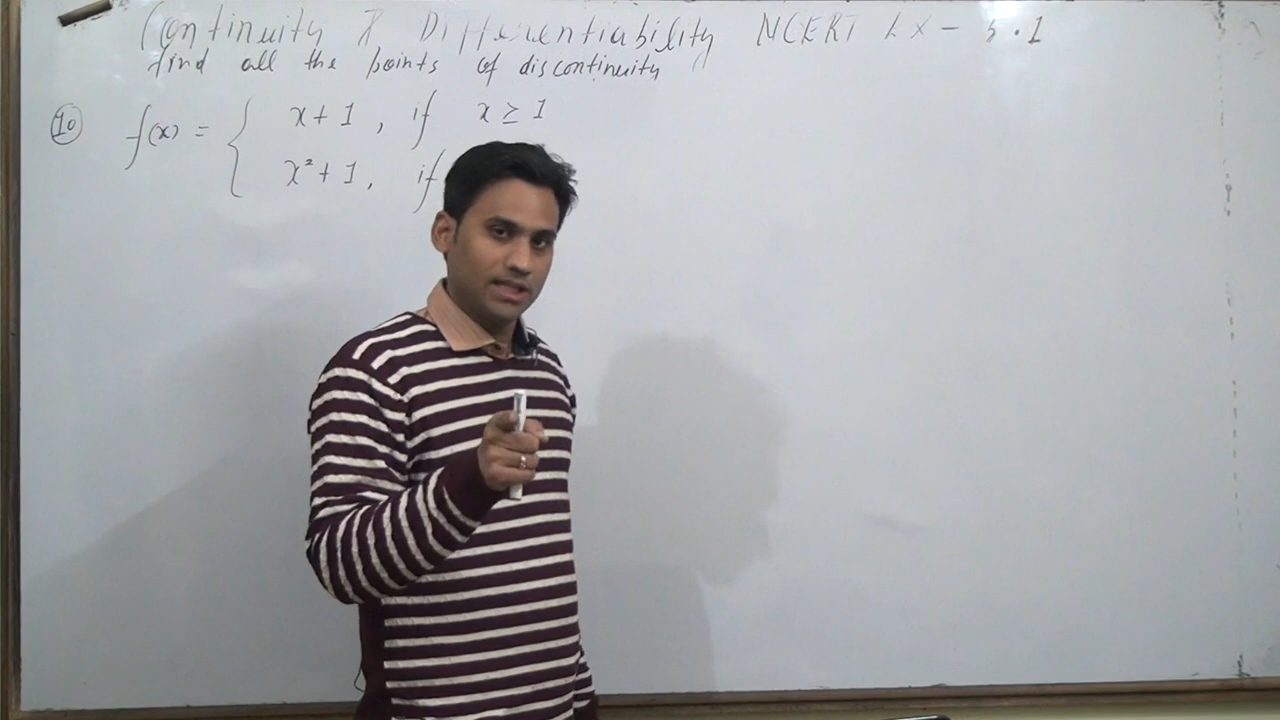 Continuity & Differentiability NCERT EX - 5.1
find all the points of discontinuity
10 f(x) = { x + 1 , if x ≥ 1
x² + 1 , if